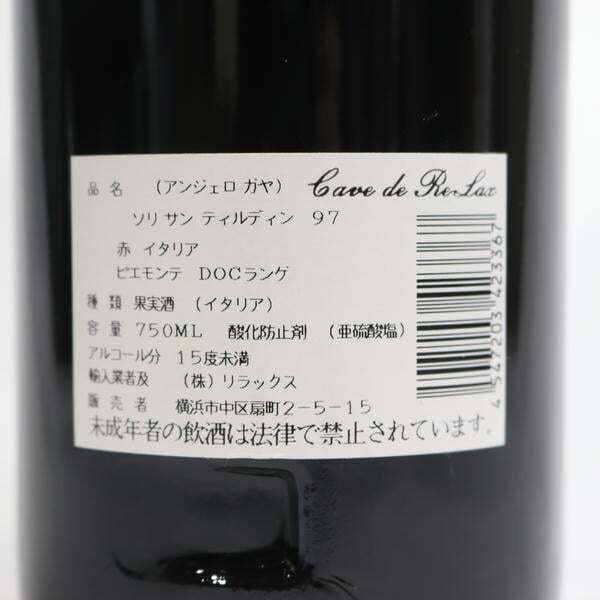 品名 (アンジェロ ガヤ) Cave de Re-Lax
ソリ サン ティルディン 97
赤 イタリア
ピエモンテ DOCランゲ
種類 果実酒 (イタリア)
容量 750ML 酸化防止剤 (亜硫酸塩)
アルコール分 15度未満
輸入業者及 (株) リラックス
販売者 横浜市中区扇町2-5-15
未成年者の飲酒は法律で禁止されています。
4 547203 423367